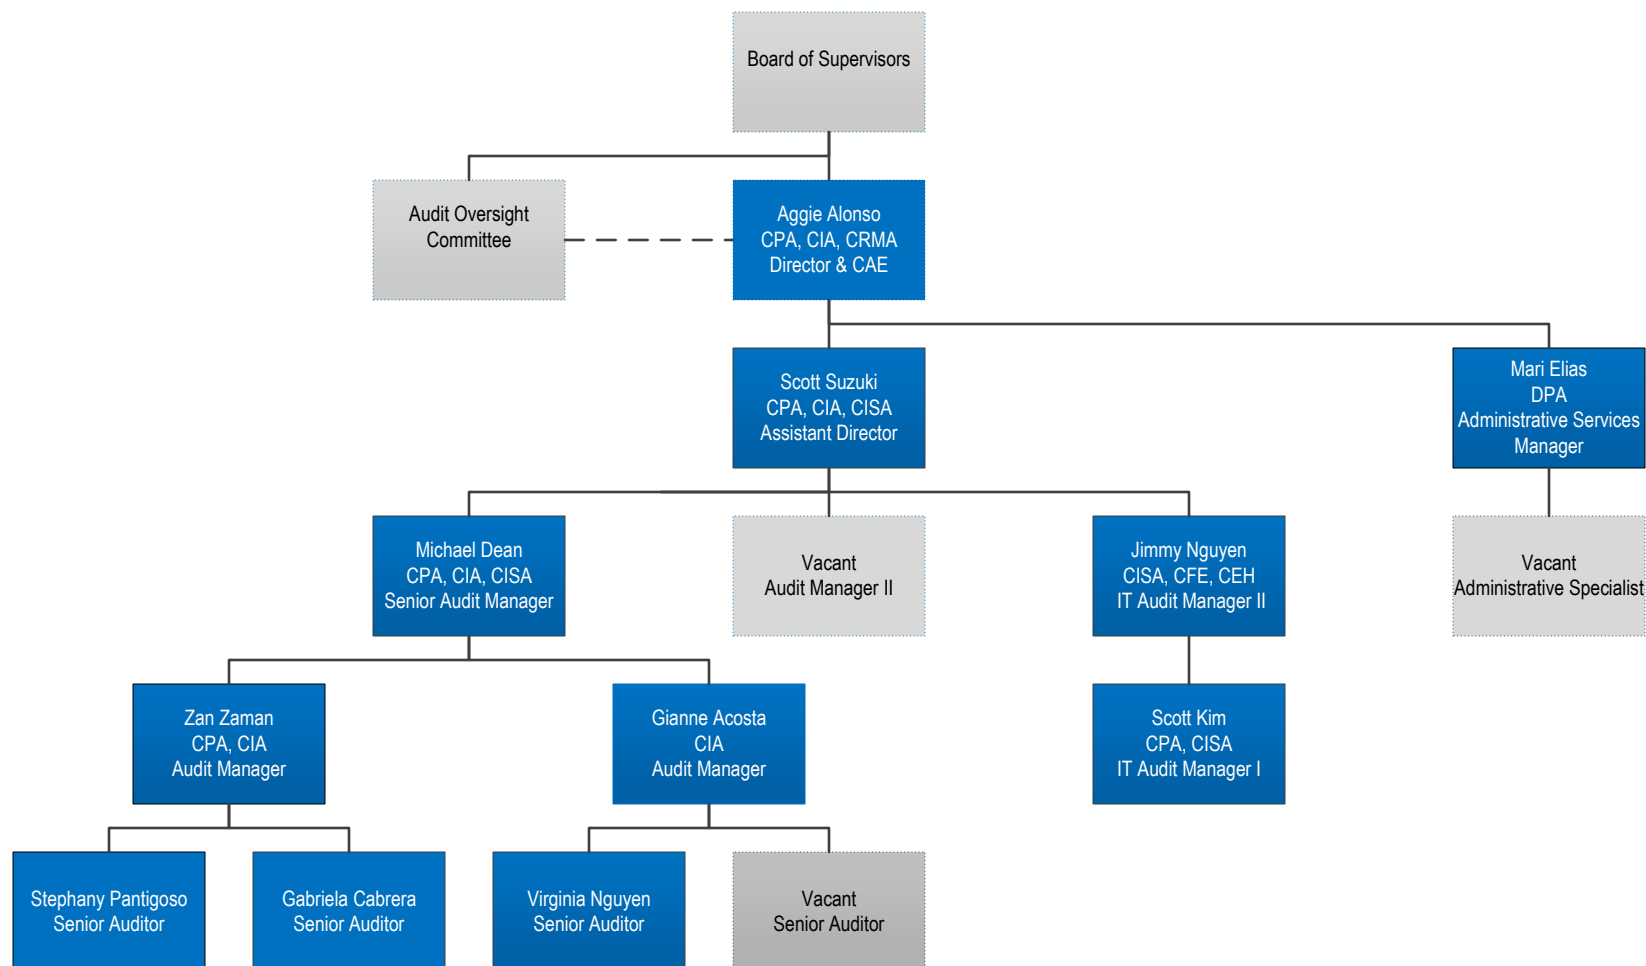 Board of Supervisors
Audit Oversight
Committee
Aggie Alonso
CPA, CIA, CRMA
Director & CAE
Scott Suzuki
CPA, CIA, CISA
Assistant Director
Mari Elias
DPA
Administrative Services
Manager
Michael Dean
CPA, CIA, CISA
Senior Audit Manager
Vacant
Audit Manager II
Jimmy Nguyen
CISA, CFE, CEH
IT Audit Manager II
Vacant
Administrative Specialist
Zan Zaman
CPA, CIA
Audit Manager
Gianne Acosta
CIA
Audit Manager
Scott Kim
CPA, CISA
IT Audit Manager I
Stephany Pantigoso
Senior Auditor
Gabriela Cabrera
Senior Auditor
Virginia Nguyen
Senior Auditor
Vacant
Senior Auditor